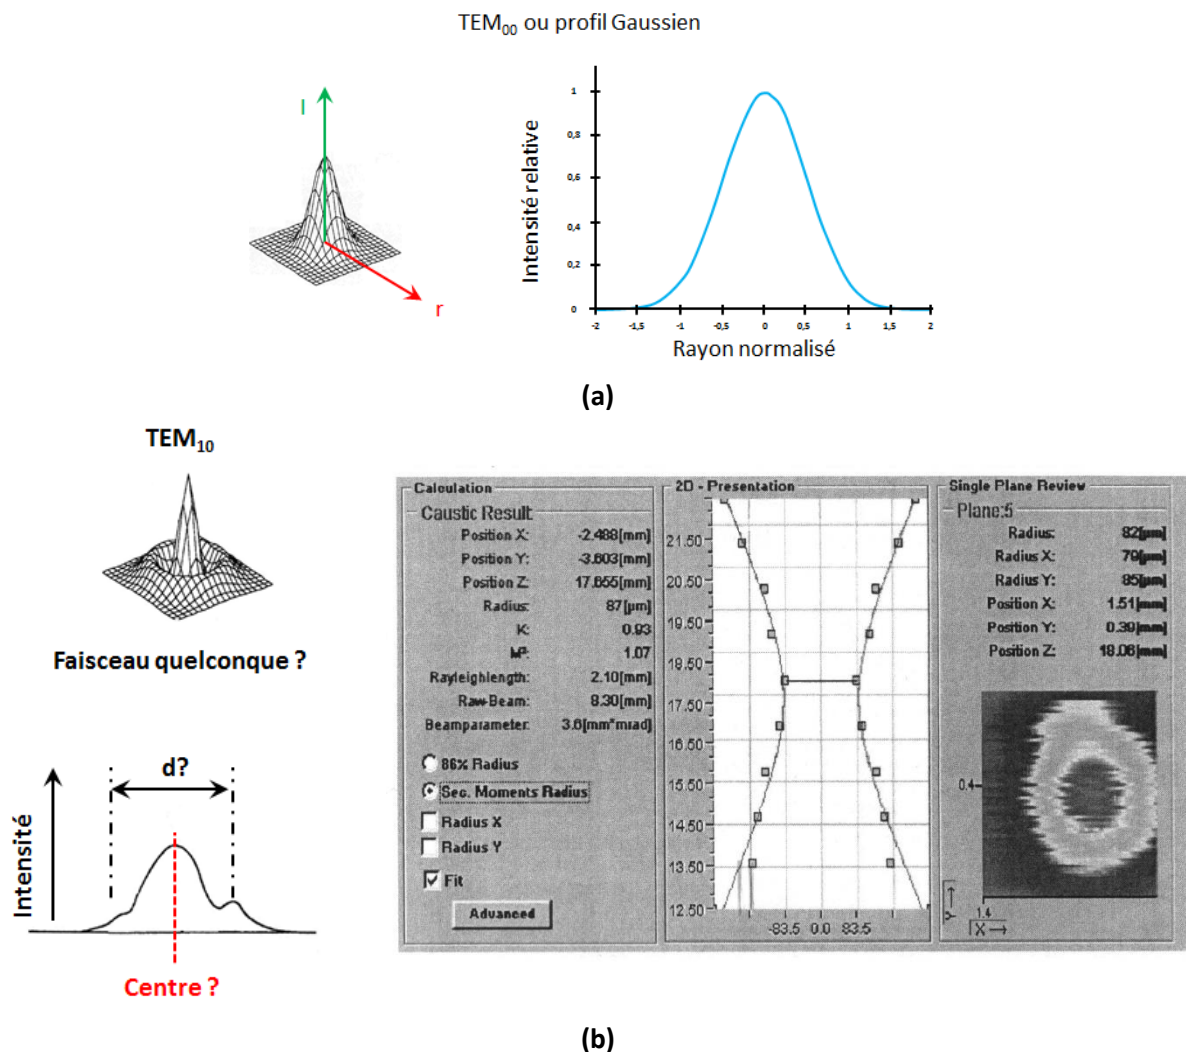 TEM00 ou profil Gaussien
I
r
Intensité relative
1
0,8
0,6
0,4
0,2
0
-2
-1,5
-1
-0,5
0
0,5
1
1,5
2
Rayon normalisé
(a)
TEM10
Faisceau quelconque ?
d?
Intensité
Centre ?
Calculation
Caustic Result
Position X: -2.488[mm]
Position Y: -3.603[mm]
Position Z: 17.655[mm]
Radius: 87[µm]
K: 0.93
M²: 1.07
Rayleighlength: 2.10[mm]
Raw-Beam: 8.30[mm]
Beamparameter: 3.6[mm*mrad]
86% Radius
Sec. Moments Radius
Radius X
Radius Y
Fit
Advanced
2D - Presentation
21.50
20.50
19.50
18.50
17.50
16.50
15.50
14.50
13.50
12.50
-83.5 0.0 83.5
Single Plane Review
Plane:5
Radius: 82[µm]
Radius X: 79[µm]
Radius Y: 85[µm]
Position X: 1.51[mm]
Position Y: 0.39[mm]
Position Z: 18.06[mm]
0.4
Y
1.4
X
(b)